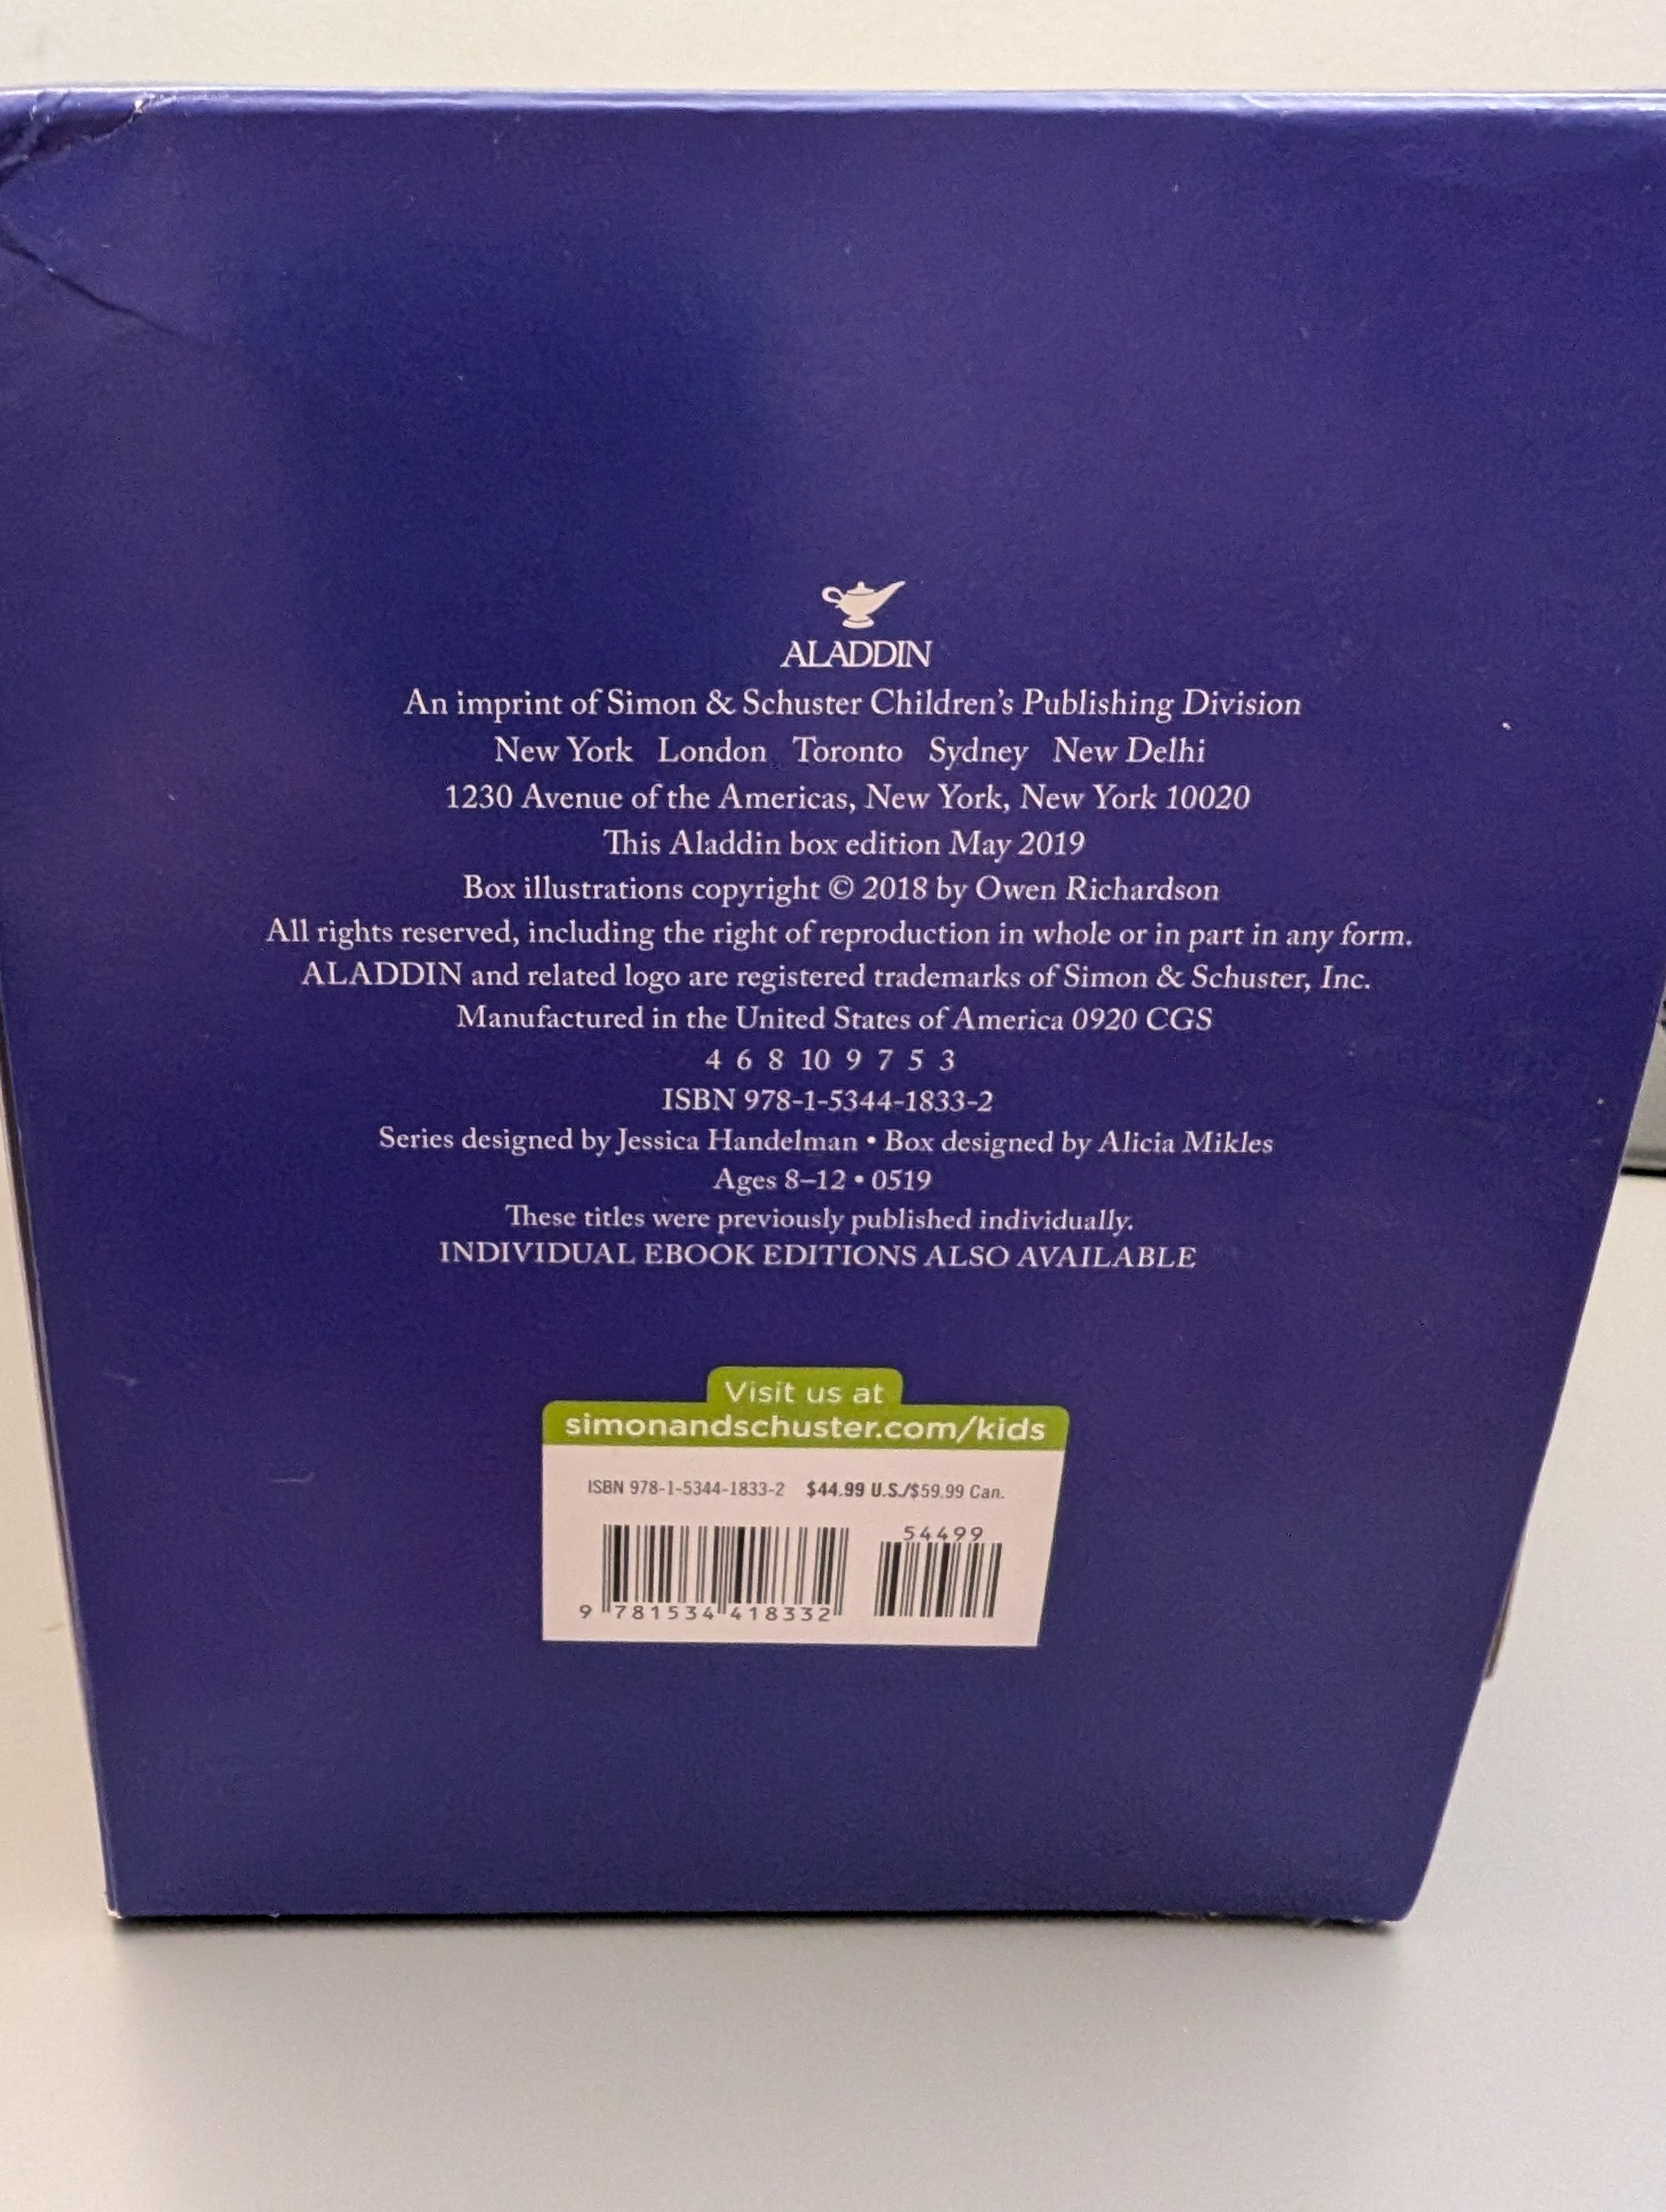 ALADDIN
An imprint of Simon & Schuster Children's Publishing Division
New York London Toronto Sydney New Delhi
1230 Avenue of the Americas, New York, New York 10020
This Aladdin box edition May 2019
Box illustrations copyright © 2018 by Owen Richardson
All rights reserved, including the right of reproduction in whole or in part in any form.
ALADDIN and related logo are registered trademarks of Simon & Schuster, Inc.
Manufactured in the United States of America 0920 CGS
4 6 8 10 9 7 5 3
ISBN 978-1-5344-1833-2
Series designed by Jessica Handelman • Box designed by Alicia Mikles
Ages 8–12 • 0519
These titles were previously published individually.
INDIVIDUAL EBOOK EDITIONS ALSO AVAILABLE
Visit us at
simonandschuster.com/kids
ISBN 978-1-5344-1833-2 $44.99 U.S./$59.99 Can.
54499
9 781534 418332